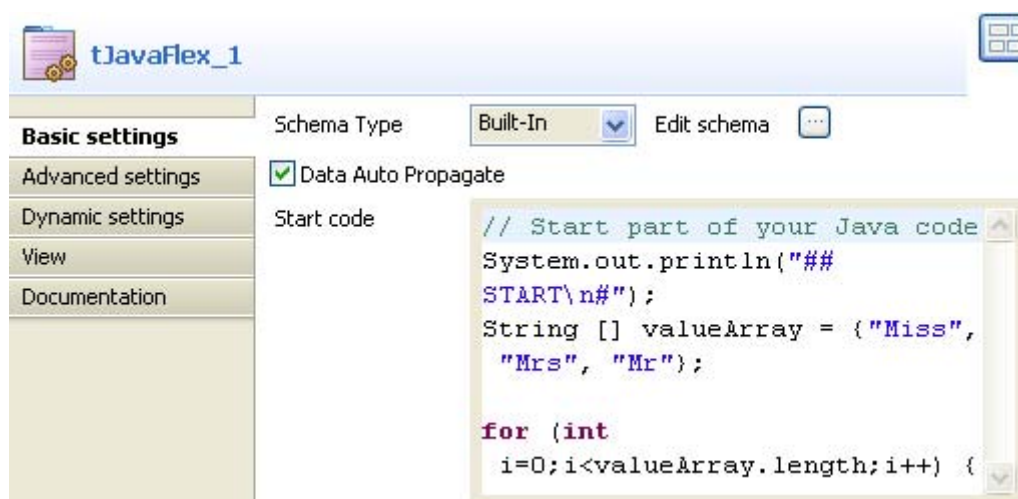 tJavaFlex_1
Basic settings
Advanced settings
Dynamic settings
View
Documentation
Schema Type
Built-In
Edit schema
...
Data Auto Propagate
Start code
// Start part of your Java code
System.out.println("##
START\n#");
String [] valueArray = {"Miss",
"Mrs", "Mr"};
for (int
i=0;i<valueArray.length;i++) {